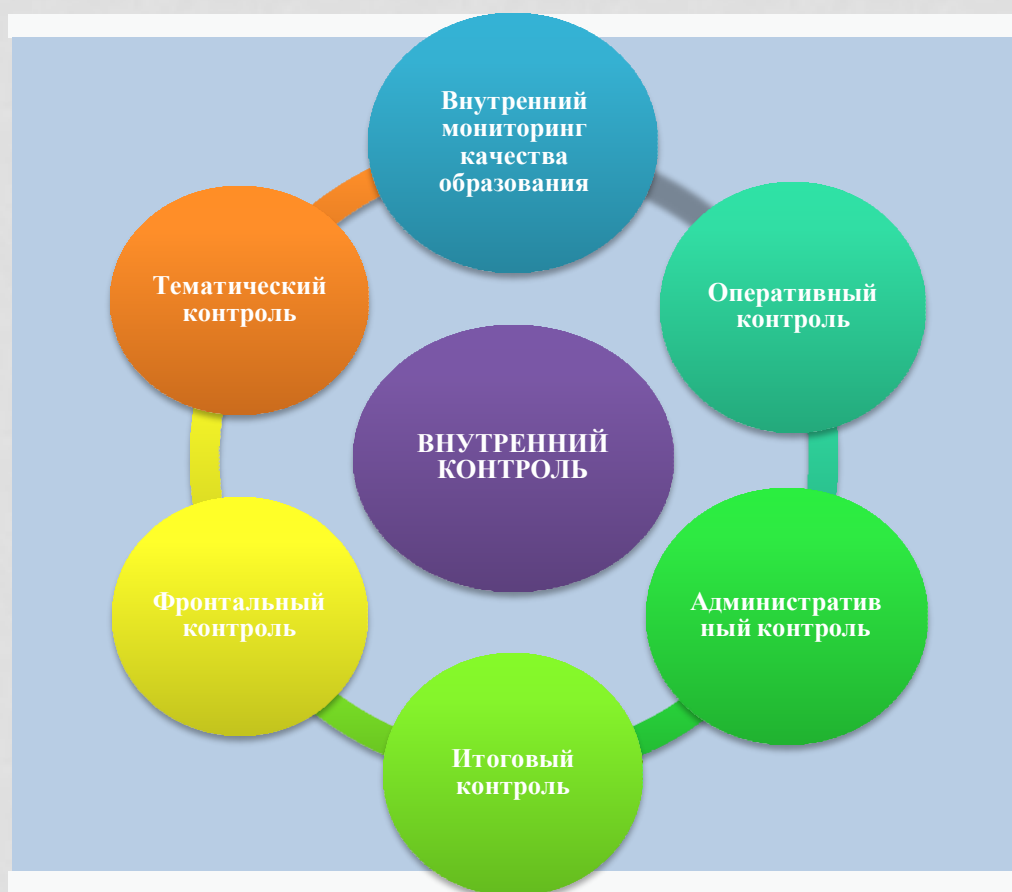 Внутренний
мониторинг
качества
образования
Тематический
контроль
Оперативный
контроль
ВНУТРЕННИЙ
КОНТРОЛЬ
Фронтальный
контроль
Административ
ный контроль
Итоговый
контроль